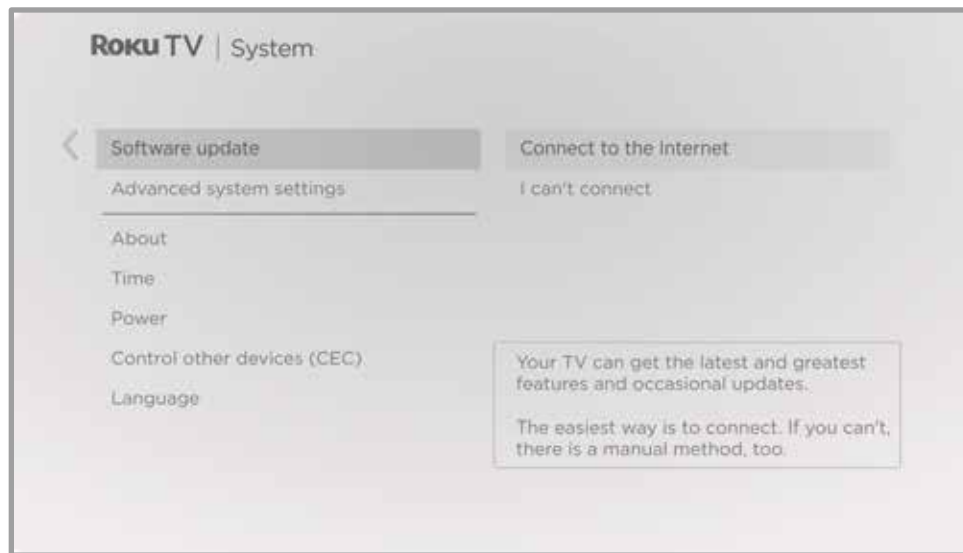 Roku TV | System
Software update
Advanced system settings
About
Time
Power
Control other devices (CEC)
Language
Connect to the Internet
I can't connect
Your TV can get the latest and greatest
features and occasional updates.
The easiest way is to connect. If you can't,
there is a manual method, too.